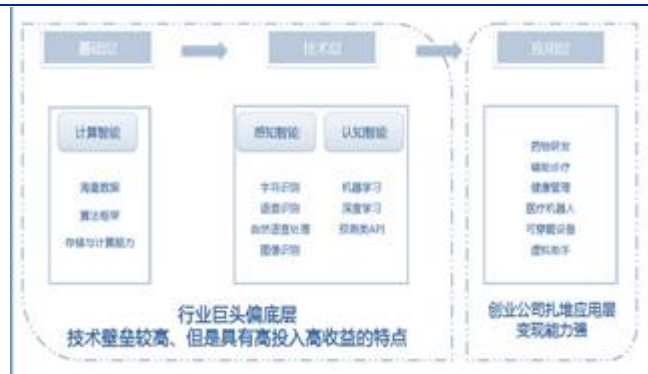 基础层
技术层
应用层
计算智能
海量数据
算法框架
存储与计算能力
感知智能
认知智能
字符识别
语音识别
自然语言处理
图像识别
机器学习
深度学习
预测类API
药物研发
辅助诊疗
健康管理
医疗机器人
可穿戴设备
虚拟助手
行业巨头偏底层
技术壁垒较高、但是具有高投入高收益的特点
创业公司扎堆应用层
变现能力强